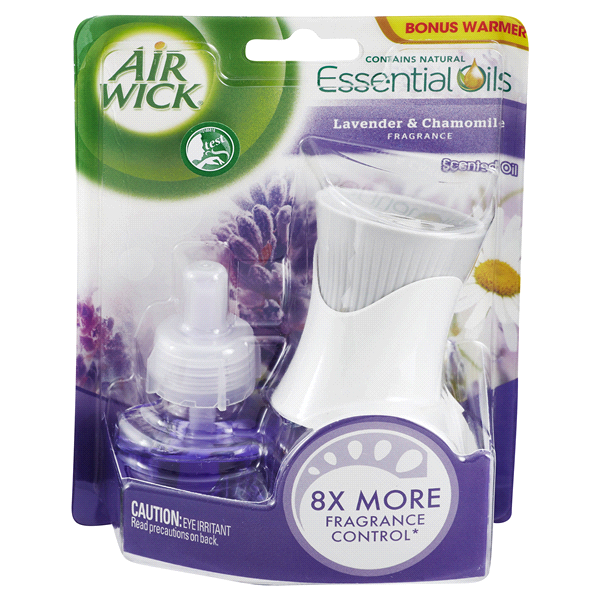 BONUS WARMER
AIR
WICK®
CONTAINS NATURAL
Essential Oils
Lavender & Chamomile
FRAGRANCE
Scented Oil
test
CAUTION: EYE IRRITANT
Read precautions on back.
8X MORE
FRAGRANCE
CONTROL*